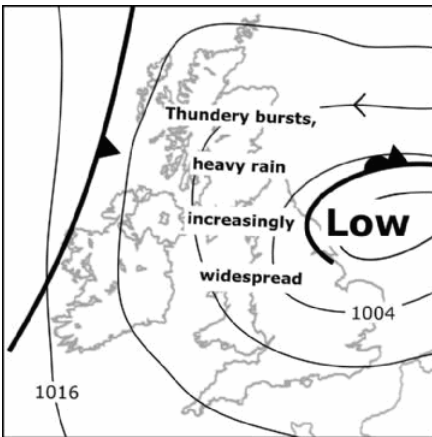 Thundery bursts,
heavy rain
increasingly
Low
widespread
1004
1016